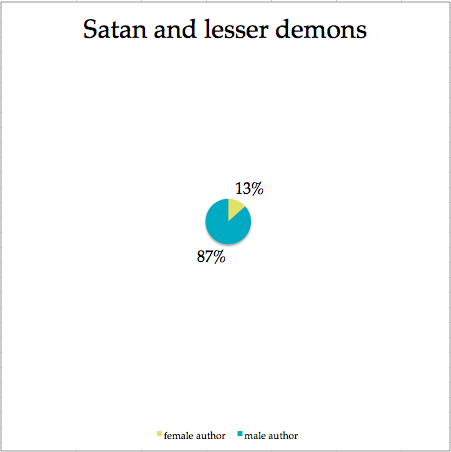 Satan and lesser demons
13%
87%
female author male author